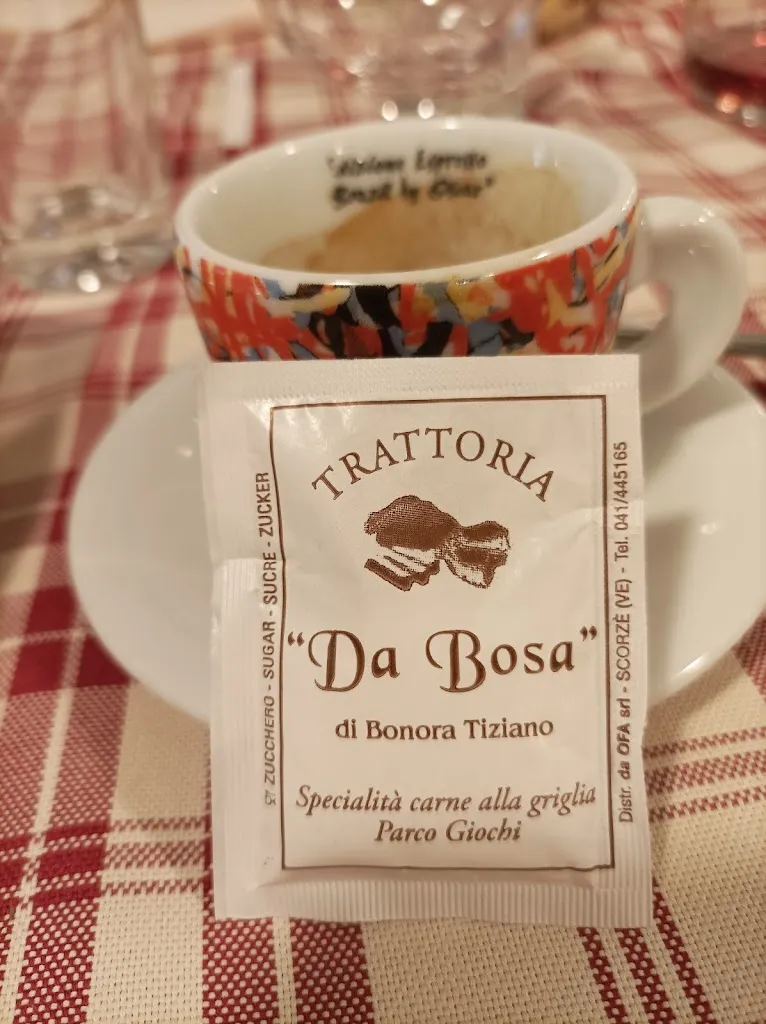 TRATTORIA
"Da Bosa"
di Bonora Tiziano
Specialità carne alla griglia
Parco Giochi
ZUCCHERO - SUGAR - SUCRE - ZUCKER
Distr. da OFA srl - SCORZÈ (VE) - Tel. 041/445165